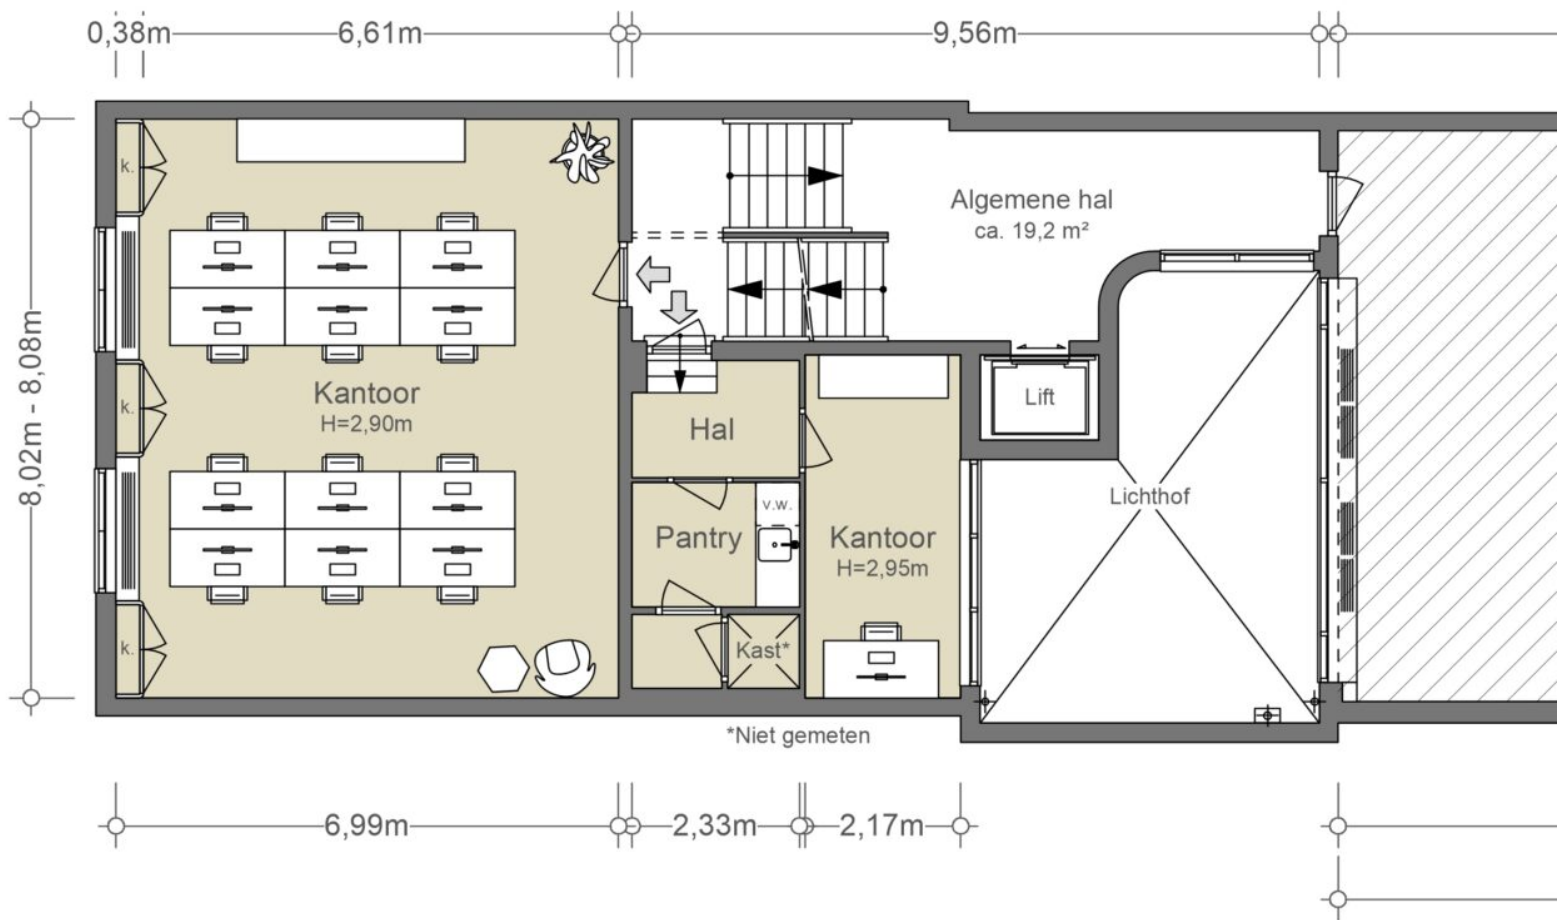 0,38m
6,61m
9,56m
8,02m - 8,08m
k.
Algemene hal
ca. 19,2 m²
Kantoor
H=2,90m
k.
Lift
Hal
Lichthof
v.w.
Pantry
Kantoor
H=2,95m
k.
Kast*
*Niet gemeten
6,99m
2,33m
2,17m